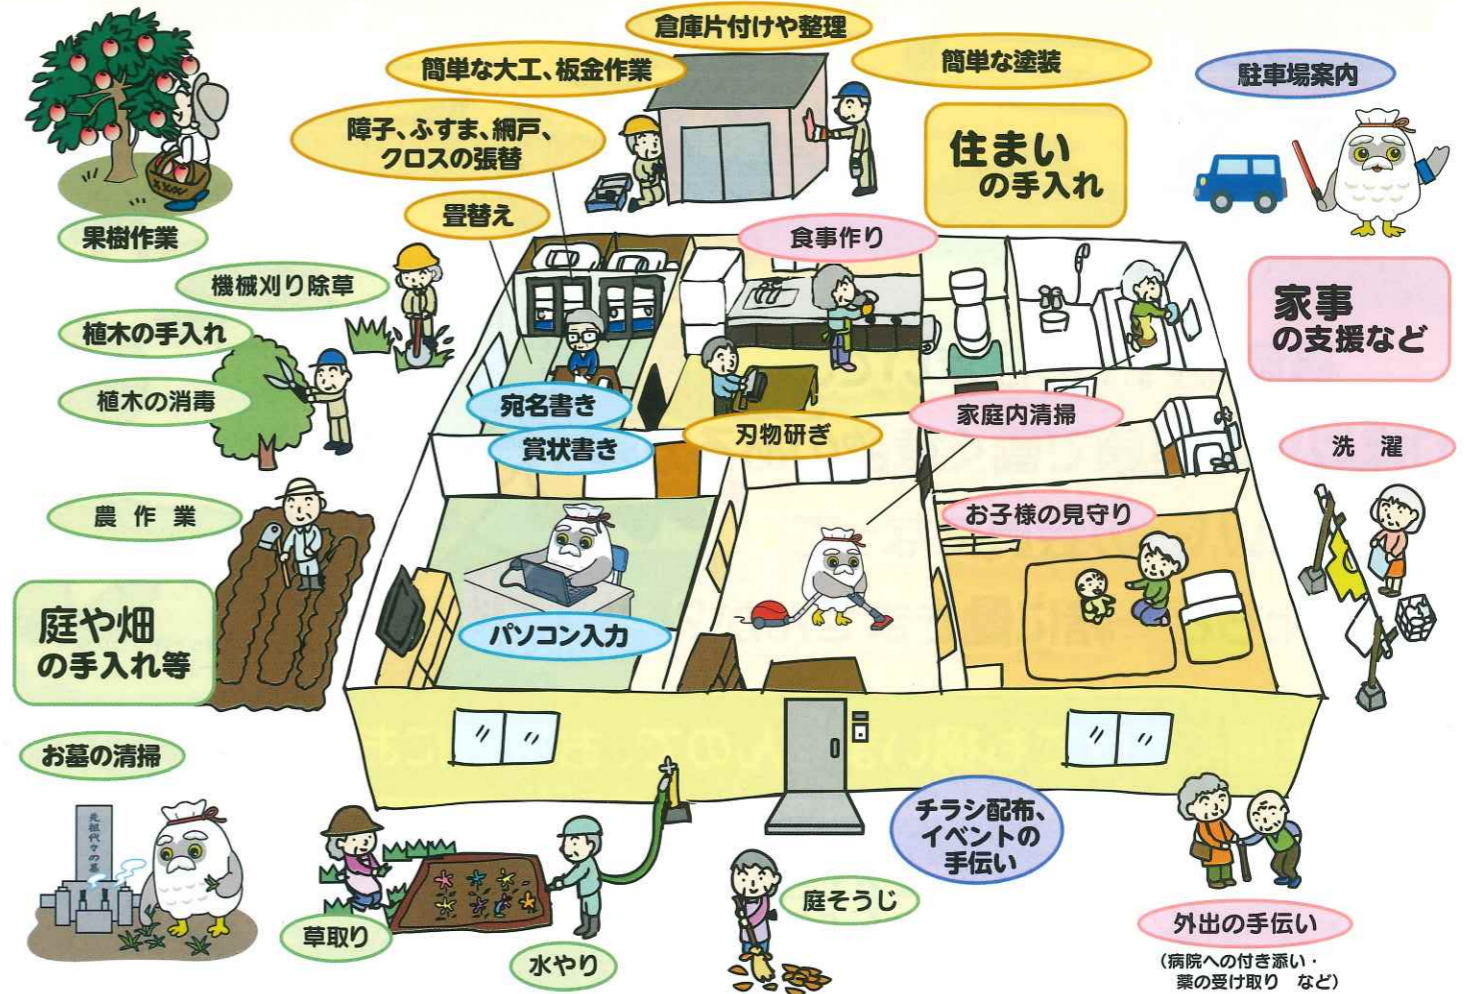 倉庫片付けや整理
簡単な大工、板金作業
簡単な塗装
駐車場案内
障子、ふすま、網戸、
クロスの張替
住まい
の手入れ
畳替え
食事作り
果樹作業
機械刈り除草
家事
の支援など
植木の手入れ
植木の消毒
宛名書き
賞状書き
刃物研ぎ
家庭内清掃
洗濯
農作業
お子様の見守り
庭や畑
の手入れ等
パソコン入力
お墓の清掃
先祖代々の墓
チラシ配布、
イベントの
手伝い
草取り
水やり
庭そうじ
外出の手伝い
(病院への付き添い・
薬の受け取り など)